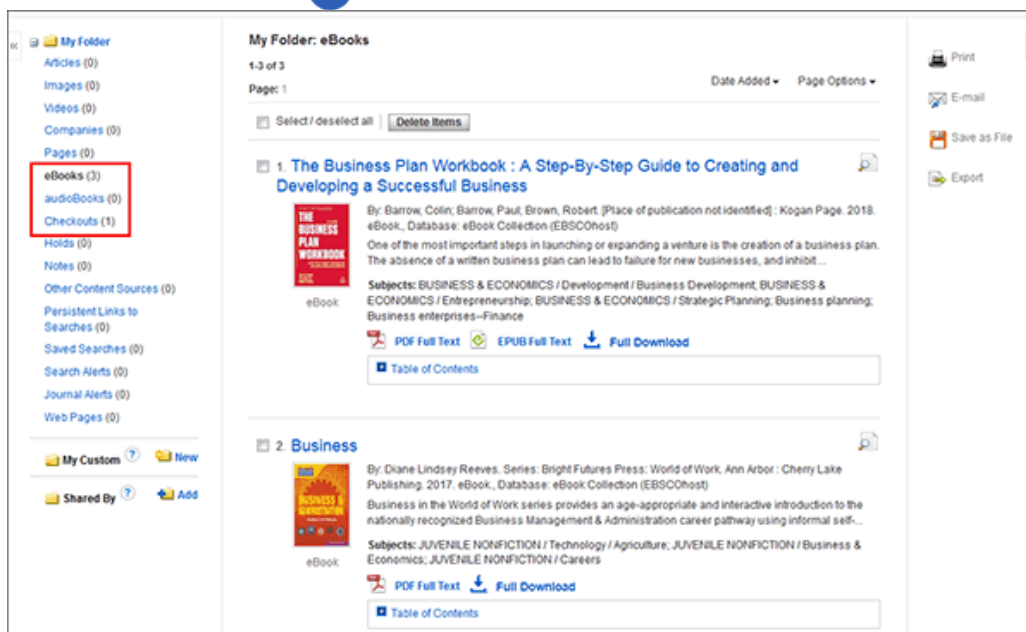 «
My Folder
Articles (0)
Images (0)
Videos (0)
Companies (0)
Pages (0)
eBooks (3)
audioBooks (0)
Checkouts (1)
Holds (0)
Notes (0)
Other Content Sources (0)
Persistent Links to
Searches (0)
Saved Searches (0)
Search Alerts (0)
Journal Alerts (0)
Web Pages (0)
My Custom ? New
Shared By ? Add
My Folder: eBooks
1-3 of 3
Page: 1
Date Added Page Options
Select / deselect all Delete Items
1. The Business Plan Workbook : A Step-By-Step Guide to Creating and
Developing a Successful Business
THE
BUSINESS
PLAN
WORKBOOK
eBook
By: Barrow, Colin; Barrow, Paul; Brown, Robert. [Place of publication not identified] : Kogan Page. 2018.
eBook., Database: eBook Collection (EBSCOhost)
One of the most important steps in launching or expanding a venture is the creation of a business plan.
The absence of a written business plan can lead to failure for new businesses, and inhibit ...
Subjects: BUSINESS & ECONOMICS / Development / Business Development; BUSINESS &
ECONOMICS / Entrepreneurship; BUSINESS & ECONOMICS / Strategic Planning; Business planning;
Business enterprises--Finance
PDF Full Text EPUB Full Text Full Download
Table of Contents
2. Business
BUSINESS &
ADMINISTRATION
eBook
By: Diane Lindsey Reeves. Series: Bright Futures Press: World of Work. Ann Arbor : Cherry Lake
Publishing. 2017. eBook., Database: eBook Collection (EBSCOhost)
Business in the World of Work series provides an age-appropriate and interactive introduction to the
nationally recognized Business Management & Administration career pathway using informal self-...
Subjects: JUVENILE NONFICTION / Technology / Agriculture; JUVENILE NONFICTION / Business &
Economics; JUVENILE NONFICTION / Careers
PDF Full Text Full Download
Table of Contents
Print
E-mail
Save as File
Export